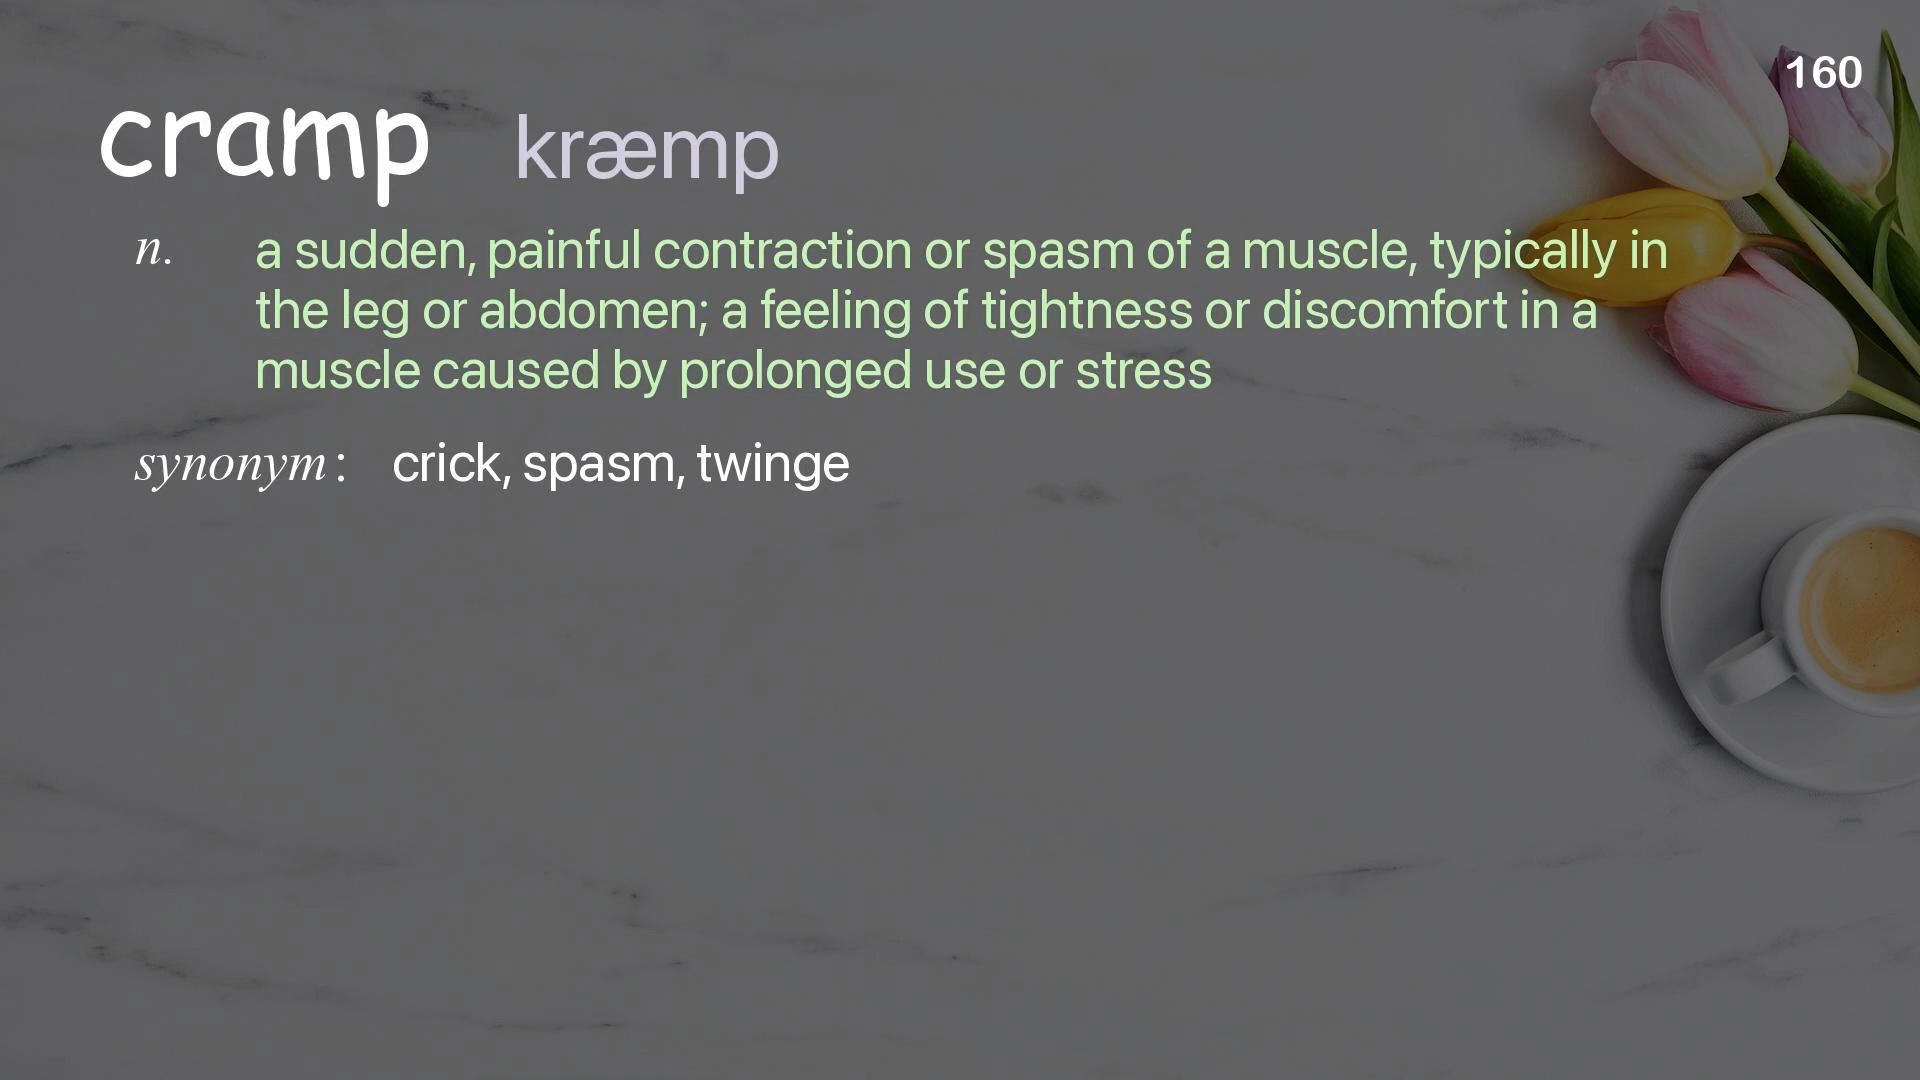 160
cramp kræmp
n. a sudden, painful contraction or spasm of a muscle, typically in
the leg or abdomen; a feeling of tightness or discomfort in a
muscle caused by prolonged use or stress
synonym: crick, spasm, twinge